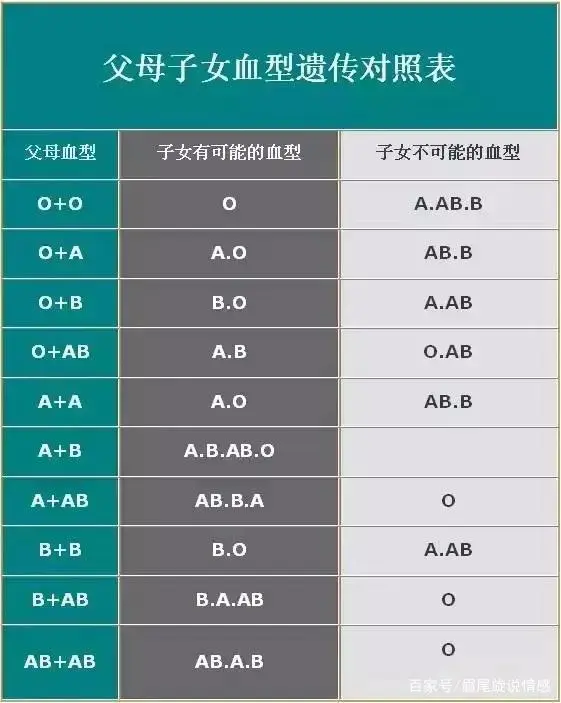 父母子女血型遗传对照表
父母血型 子女有可能的血型 子女不可能的血型
O+O O A.AB.B
O+A A.O AB.B
O+B B.O A.AB
O+AB A.B O.AB
A+A A.O AB.B
A+B A.B.AB.O
A+AB AB.B.A O
B+B B.O A.AB
B+AB B.A.AB O
AB+AB AB.A.B O
百家号/眉尾旋说情感